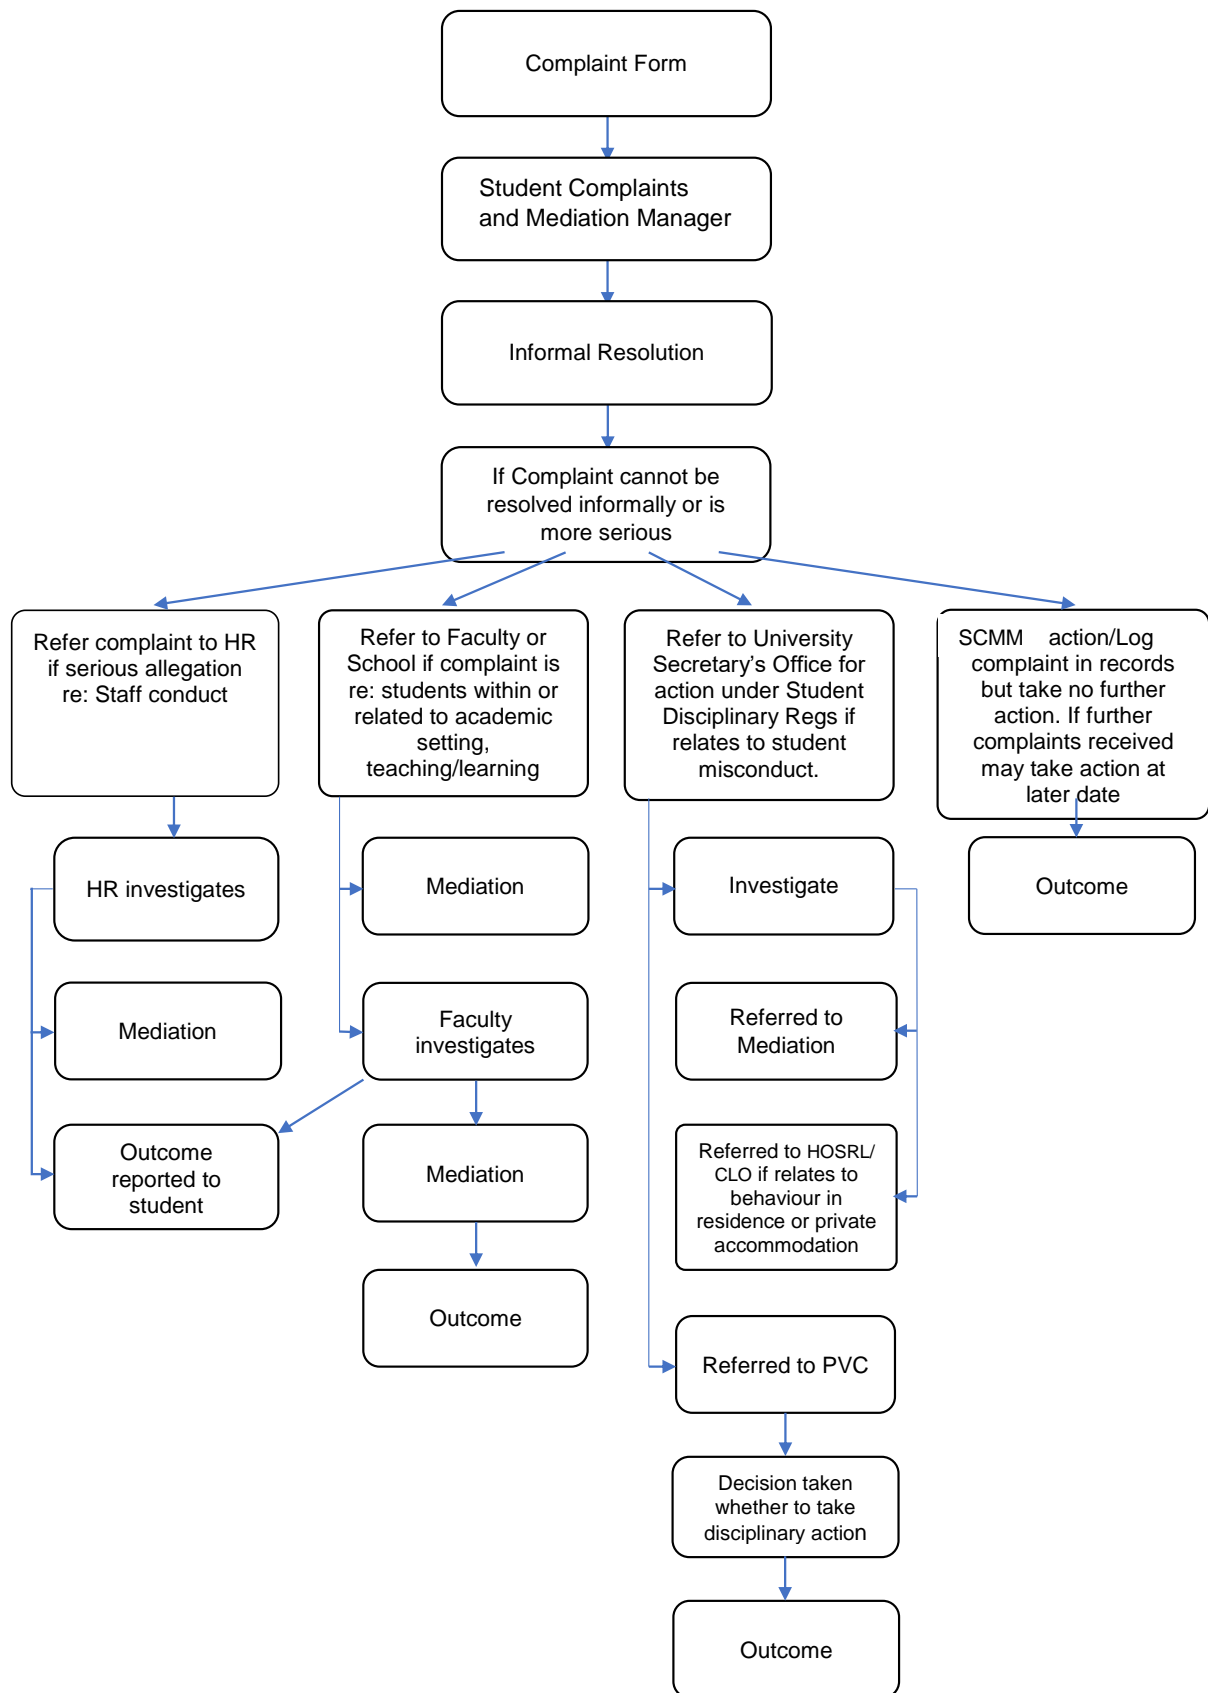 Complaint Form
Student Complaints
and Mediation Manager
Informal Resolution
If Complaint cannot be
resolved informally or is
more serious
Refer complaint to HR
if serious allegation
re: Staff conduct
Refer to Faculty or
School if complaint is
re: students within or
related to academic
setting,
teaching/learning
Refer to University
Secretary’s Office for
action under Student
Disciplinary Regs if
relates to student
misconduct.
SCMM action/Log
complaint in records
but take no further
action. If further
complaints received
may take action at
later date
HR investigates
Mediation
Investigate
Outcome
Mediation
Faculty
investigates
Referred to
Mediation
Outcome
reported to
student
Mediation
Referred to HOSRL/
CLO if relates to
behaviour in
residence or private
accommodation
Outcome
Referred to PVC
Decision taken
whether to take
disciplinary action
Outcome